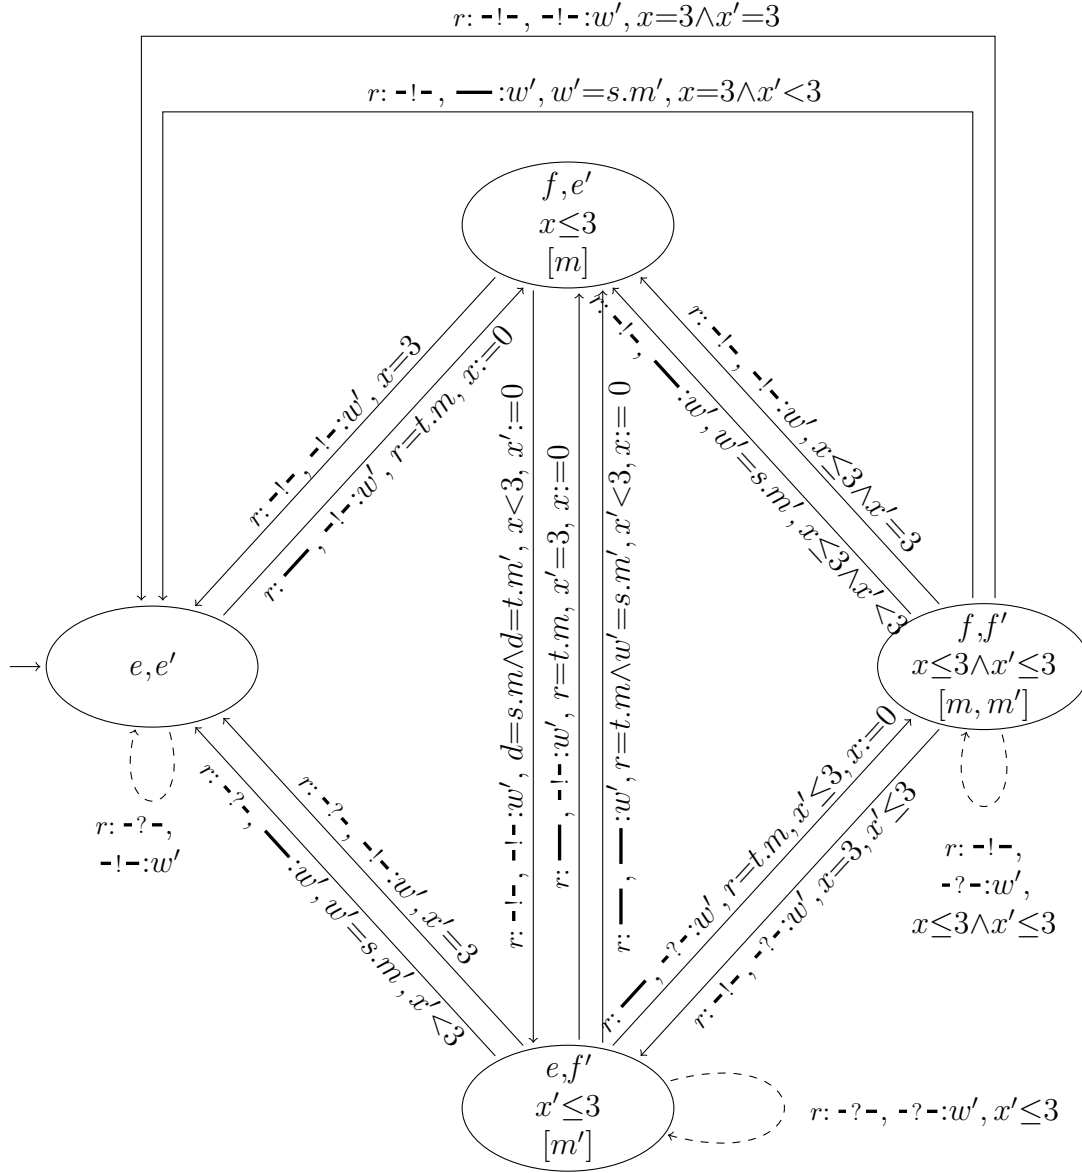 r: -!-, -!-:w′, x=3∧x′=3
r: -!-, —:w′, w′=s.m′, x=3∧x′<3
f,e′
x≤3
[m]
r: -!-, -!-:w′, x=3
r: —, -!-:w′, r=t.m, x:=0
r: -!-, -!-:w′, d=s.m∧d=t.m′, x<3, x′:=0
r: —, -!-:w′, r=t.m, x′=3, x:=0
r: —, —:w′, r=t.m∧w′=s.m′, x′<3, x:= 0
r: -!-, —:w′, w′=s.m′, x≤3∧x′<3
r: -!-, -!-:w′, x≤3∧x′=3
e,e′
f,f′
x≤3∧x′≤3
[m, m′]
r: -?-,
-!-:w′
r: -?-, —:w′, w′=s.m′, x′<3
r: -?-, -!-:w′, x′=3
r: —, -?-:w′, r=t.m, x′≤3, x:=0
r: -!-, -?-:w′, x=3, x′≤3
r: -!-,
-?-:w′,
x≤3∧x′≤3
e,f′
x′≤3
[m′]
r: -?-, -?-:w′, x′≤3